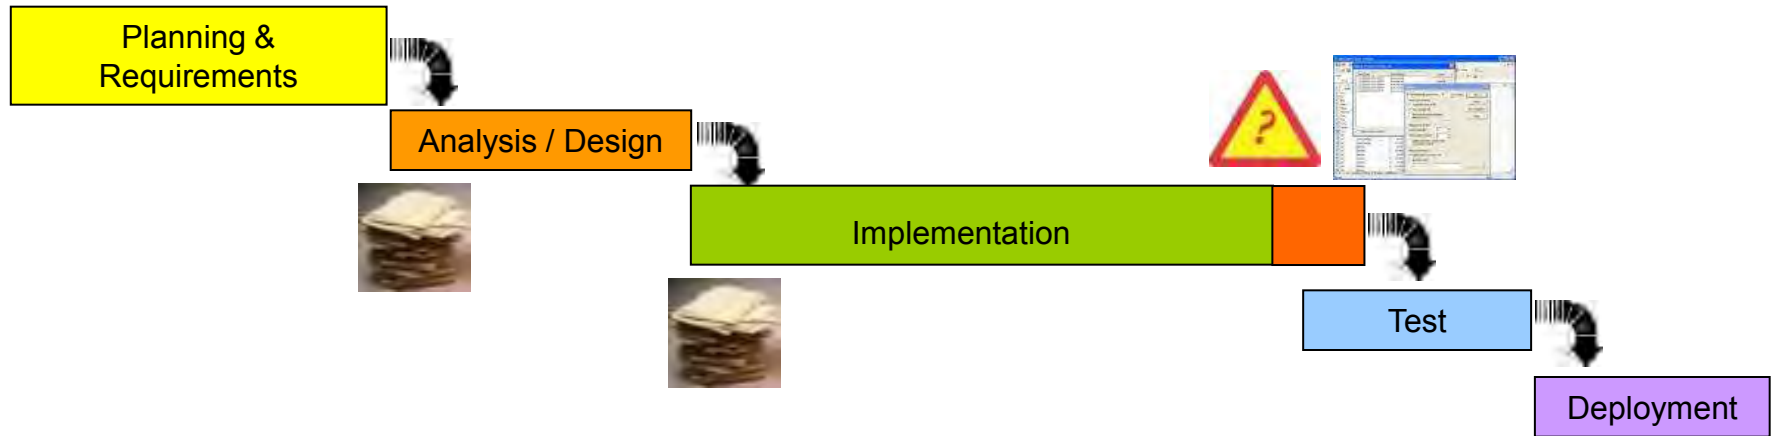 Planning &
Requirements
Analysis / Design
?
Implementation
Test
Deployment